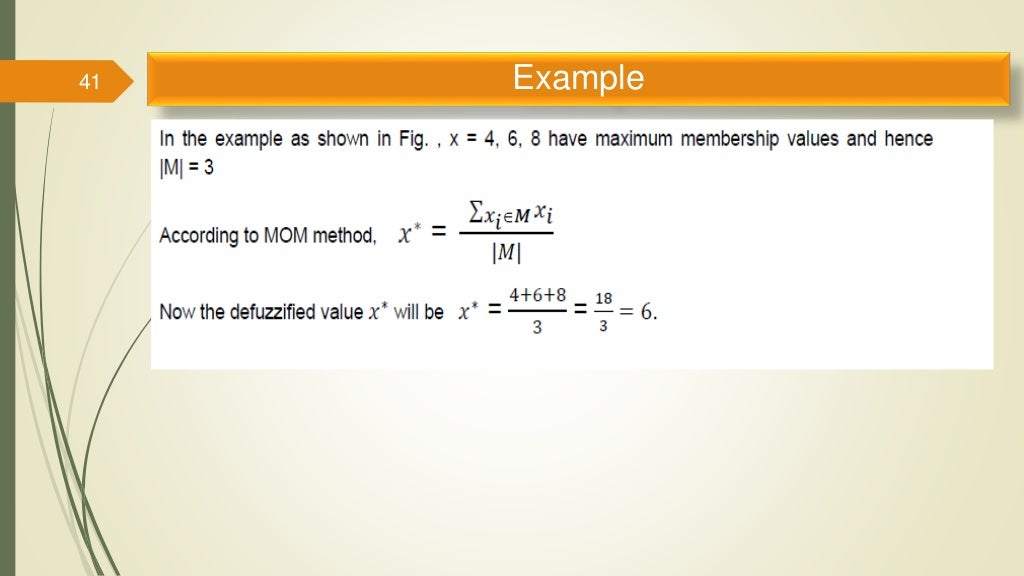 41
Example
In the example as shown in Fig. , x = 4, 6, 8 have maximum membership values and hence
|M| = 3
According to MOM method, x* = ∑xᵢ∈M xᵢ / |M|
Now the defuzzified value x* will be x* = 4+6+8 / 3 = 18 / 3 = 6.